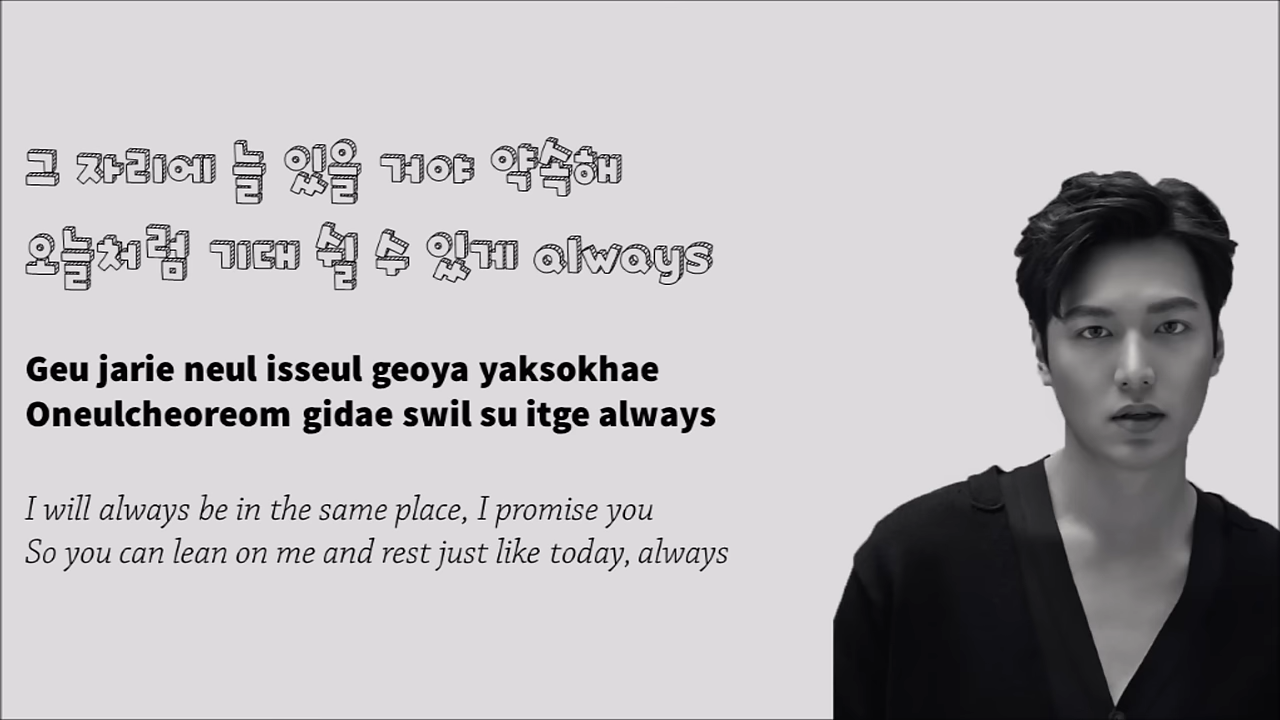 그 자리에 늘 있을 거야 약속해
오늘처럼 기대 쉴 수 있게 always
Geu jarie neul isseul geoya yaksokhae
Oneulcheoreom gidae swil su itge always
I will always be in the same place, I promise you
So you can lean on me and rest just like today, always